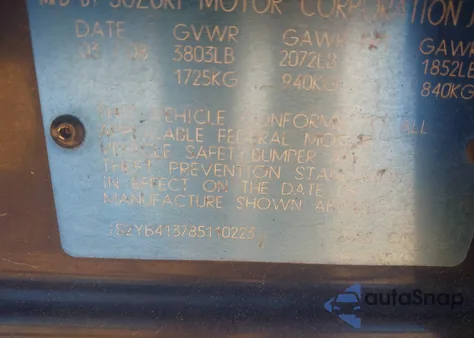 MFD BY SUZUKI MOTOR CORPORATION
DATE GVWR GAWR GAWR
03 08 3803LB 2072LB 1852LB
1725KG 940KG 840KG
THIS VEHICLE CONFORMS TO ALL
APPLICABLE FEDERAL MOTOR
VEHICLE SAFETY BUMPER
THEFT PREVENTION STANDARDS
IN EFFECT ON THE DATE OF
MANUFACTURE SHOWN ABOVE
autoSnap